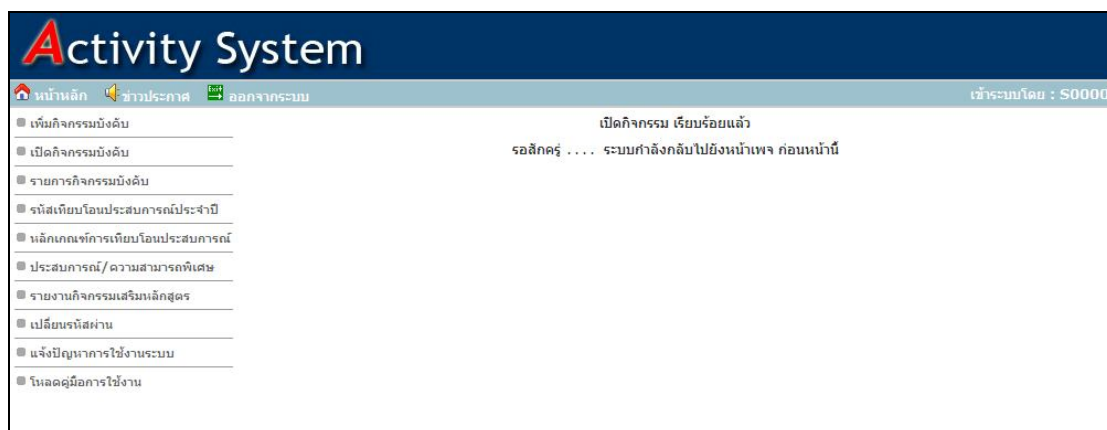 Activity System
หน้าหลัก ข่าวประกาศ Exit ออกจากระบบ เข้าระบบโดย : S0000
เพิ่มกิจกรรมบังคับ
เปิดกิจกรรมบังคับ
รายการกิจกรรมบังคับ
รหัสเทียบโอนประสบการณ์ประจำปี
หลักเกณฑ์การเทียบโอนประสบการณ์
ประสบการณ์/ความสามารถพิเศษ
รายงานกิจกรรมเสริมหลักสูตร
เปลี่ยนรหัสผ่าน
แจ้งปัญหาการใช้งานระบบ
โหลดคู่มือการใช้งาน
เปิดกิจกรรม เรียบร้อยแล้ว
รอสักครู่ .... ระบบกำลังกลับไปยังหน้าเพจ ก่อนหน้านี้